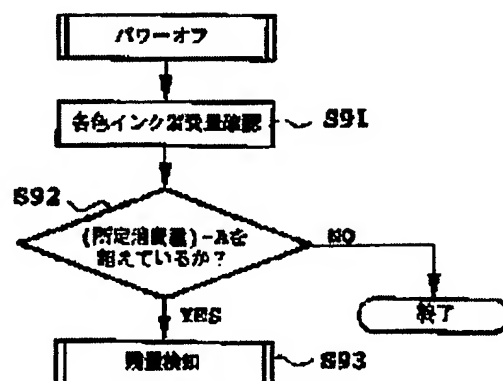 パワーオフ
各色インク消費量確認
S91
S92
(所定消費量)-Aを
超えているか?
NO
YES
終了
残量検知
S93